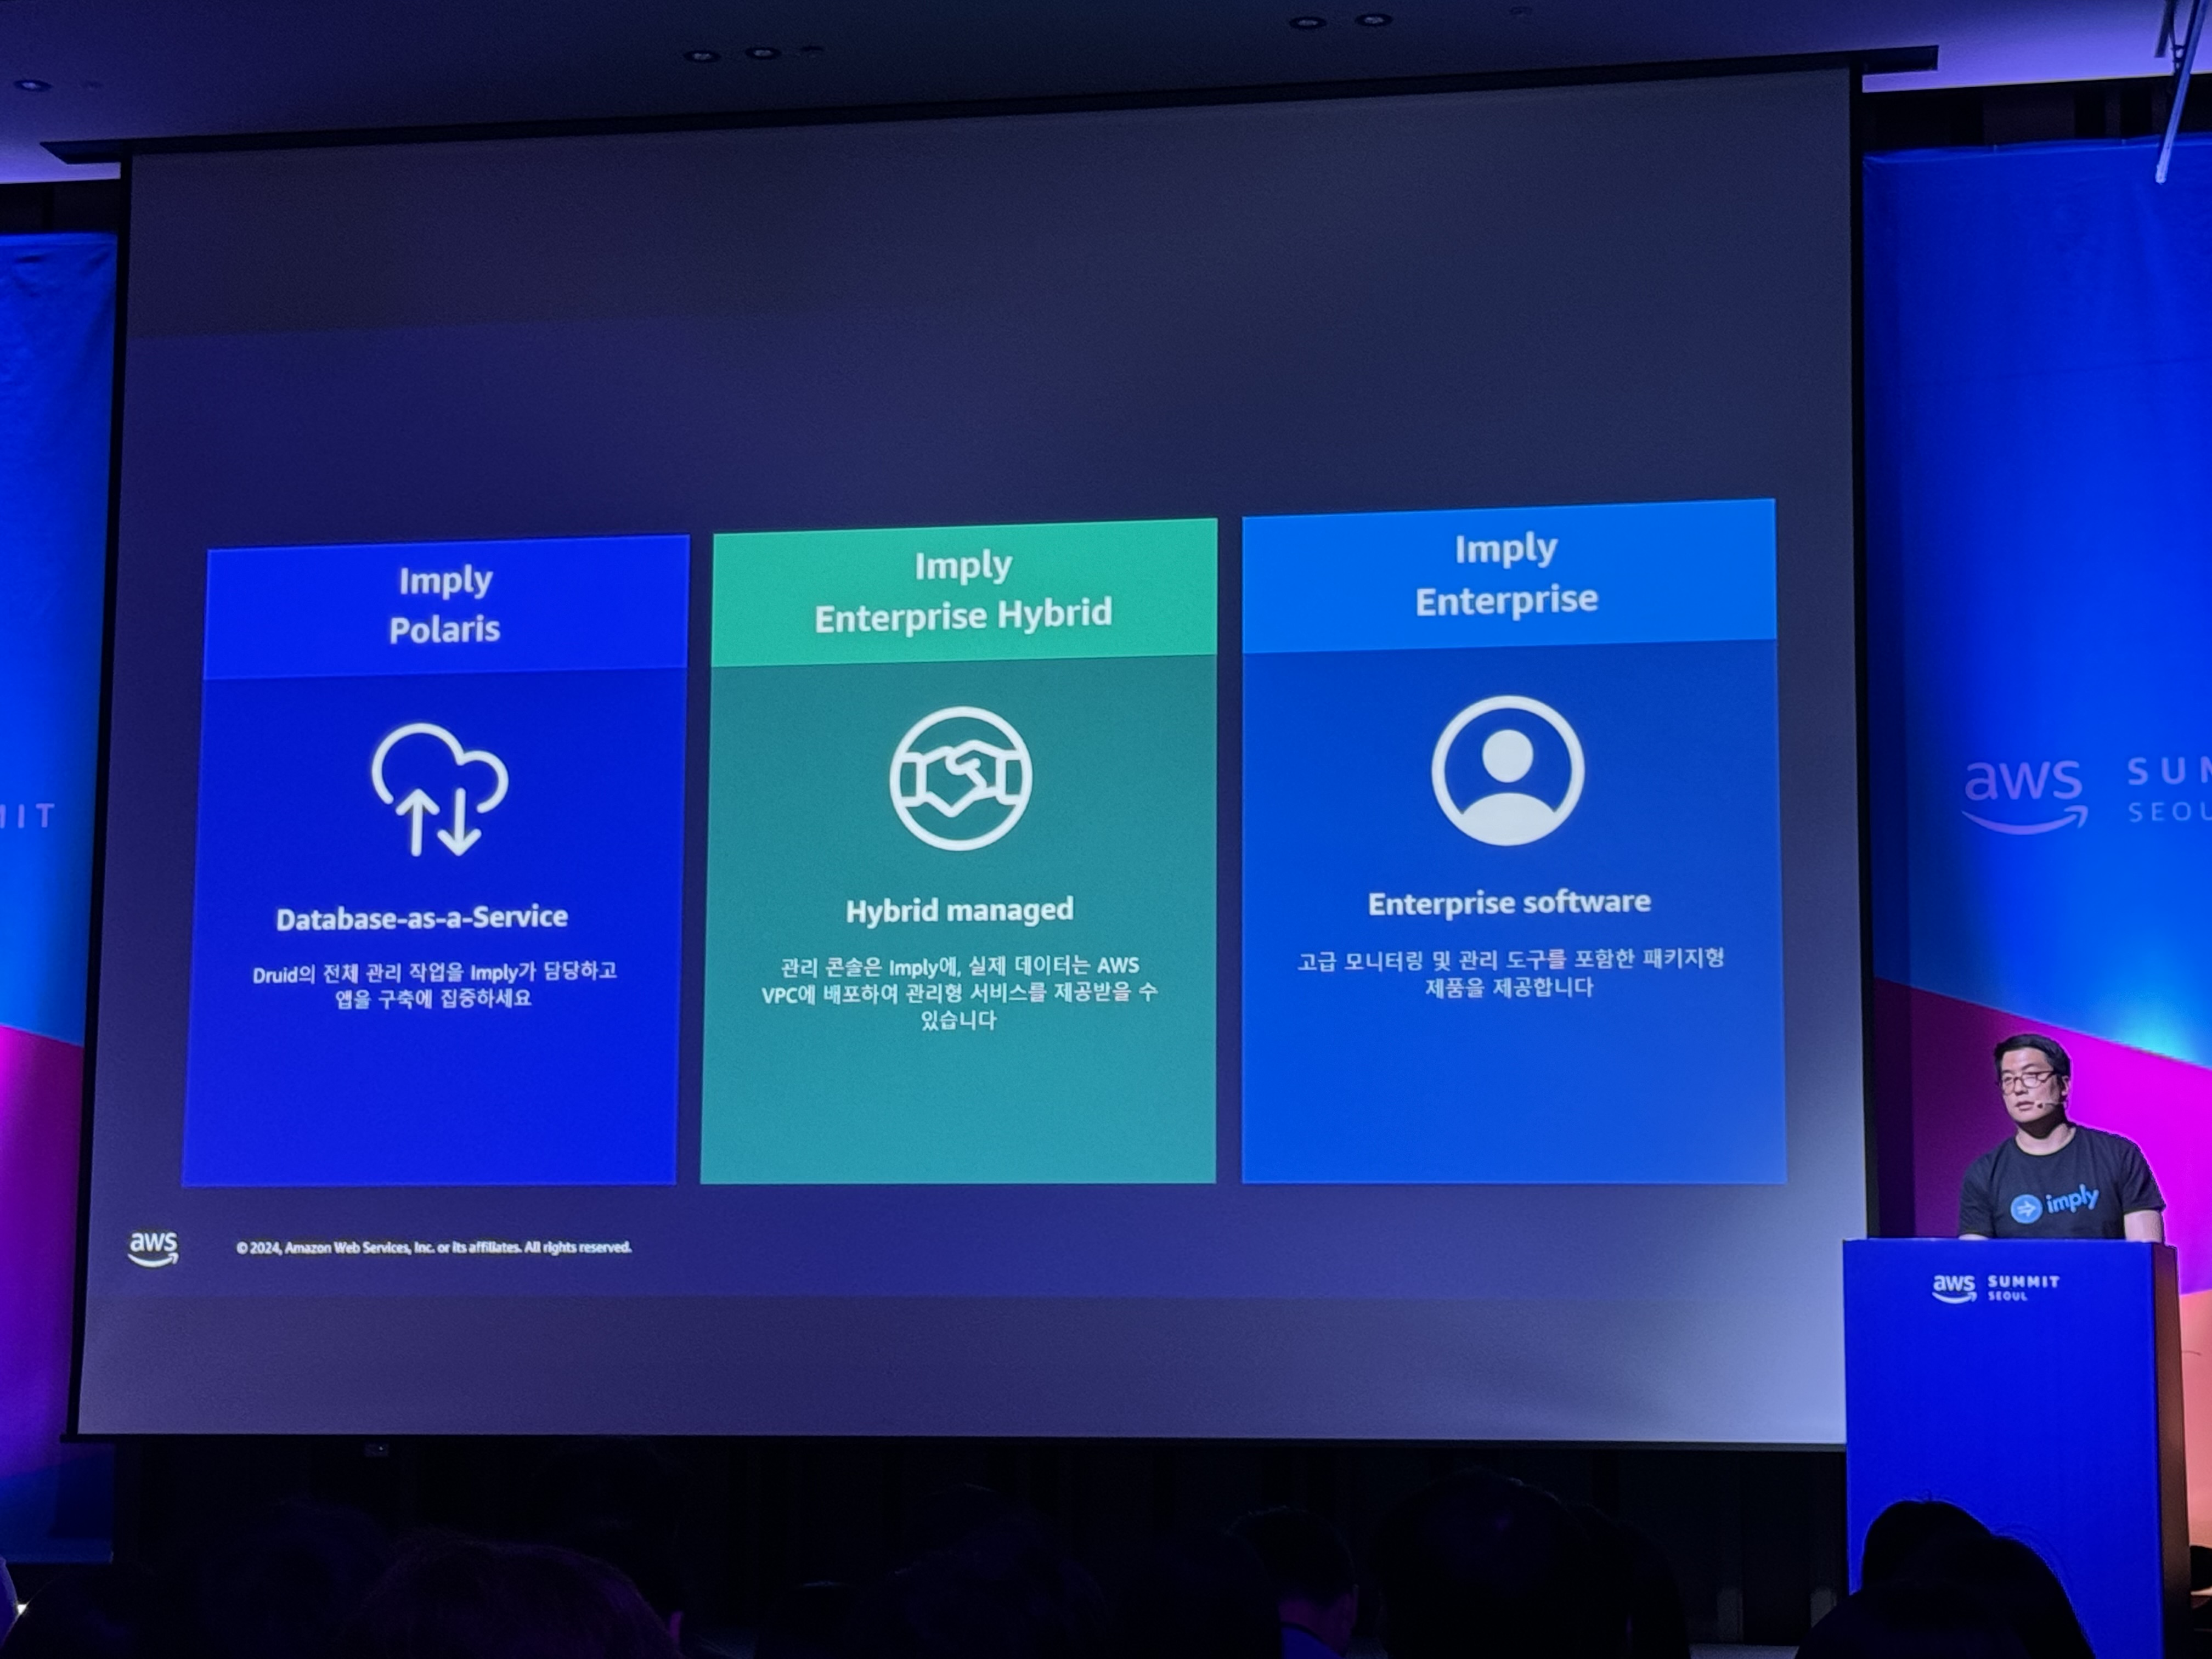 Imply
Polaris
Database-as-a-Service
Druid의 전체 관리 작업을 Imply가 담당하고
앱을 구축에 집중하세요
Imply
Enterprise Hybrid
Hybrid managed
관리 콘솔은 Imply에, 실제 데이터는 AWS
VPC에 배포하여 관리형 서비스를 제공받을 수
있습니다
Imply
Enterprise
Enterprise software
고급 모니터링 및 관리 도구를 포함한 패키지형
제품을 제공합니다
aws
© 2024, Amazon Web Services, Inc. or its affiliates. All rights reserved.
aws
imply
aws SUMMIT
SEOUL